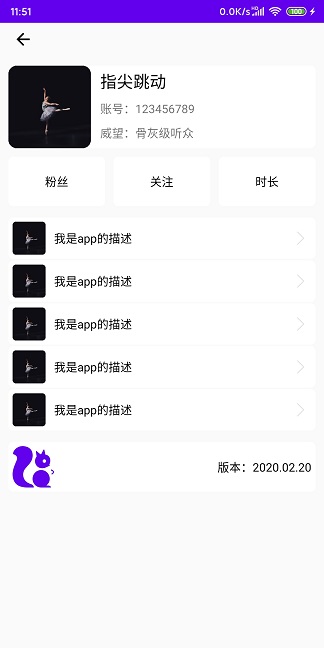 11:51
0.0K/s
100
指尖跳动
账号：123456789
威望：骨灰级听众
粉丝
关注
时长
我是app的描述
我是app的描述
我是app的描述
我是app的描述
我是app的描述
版本：2020.02.20